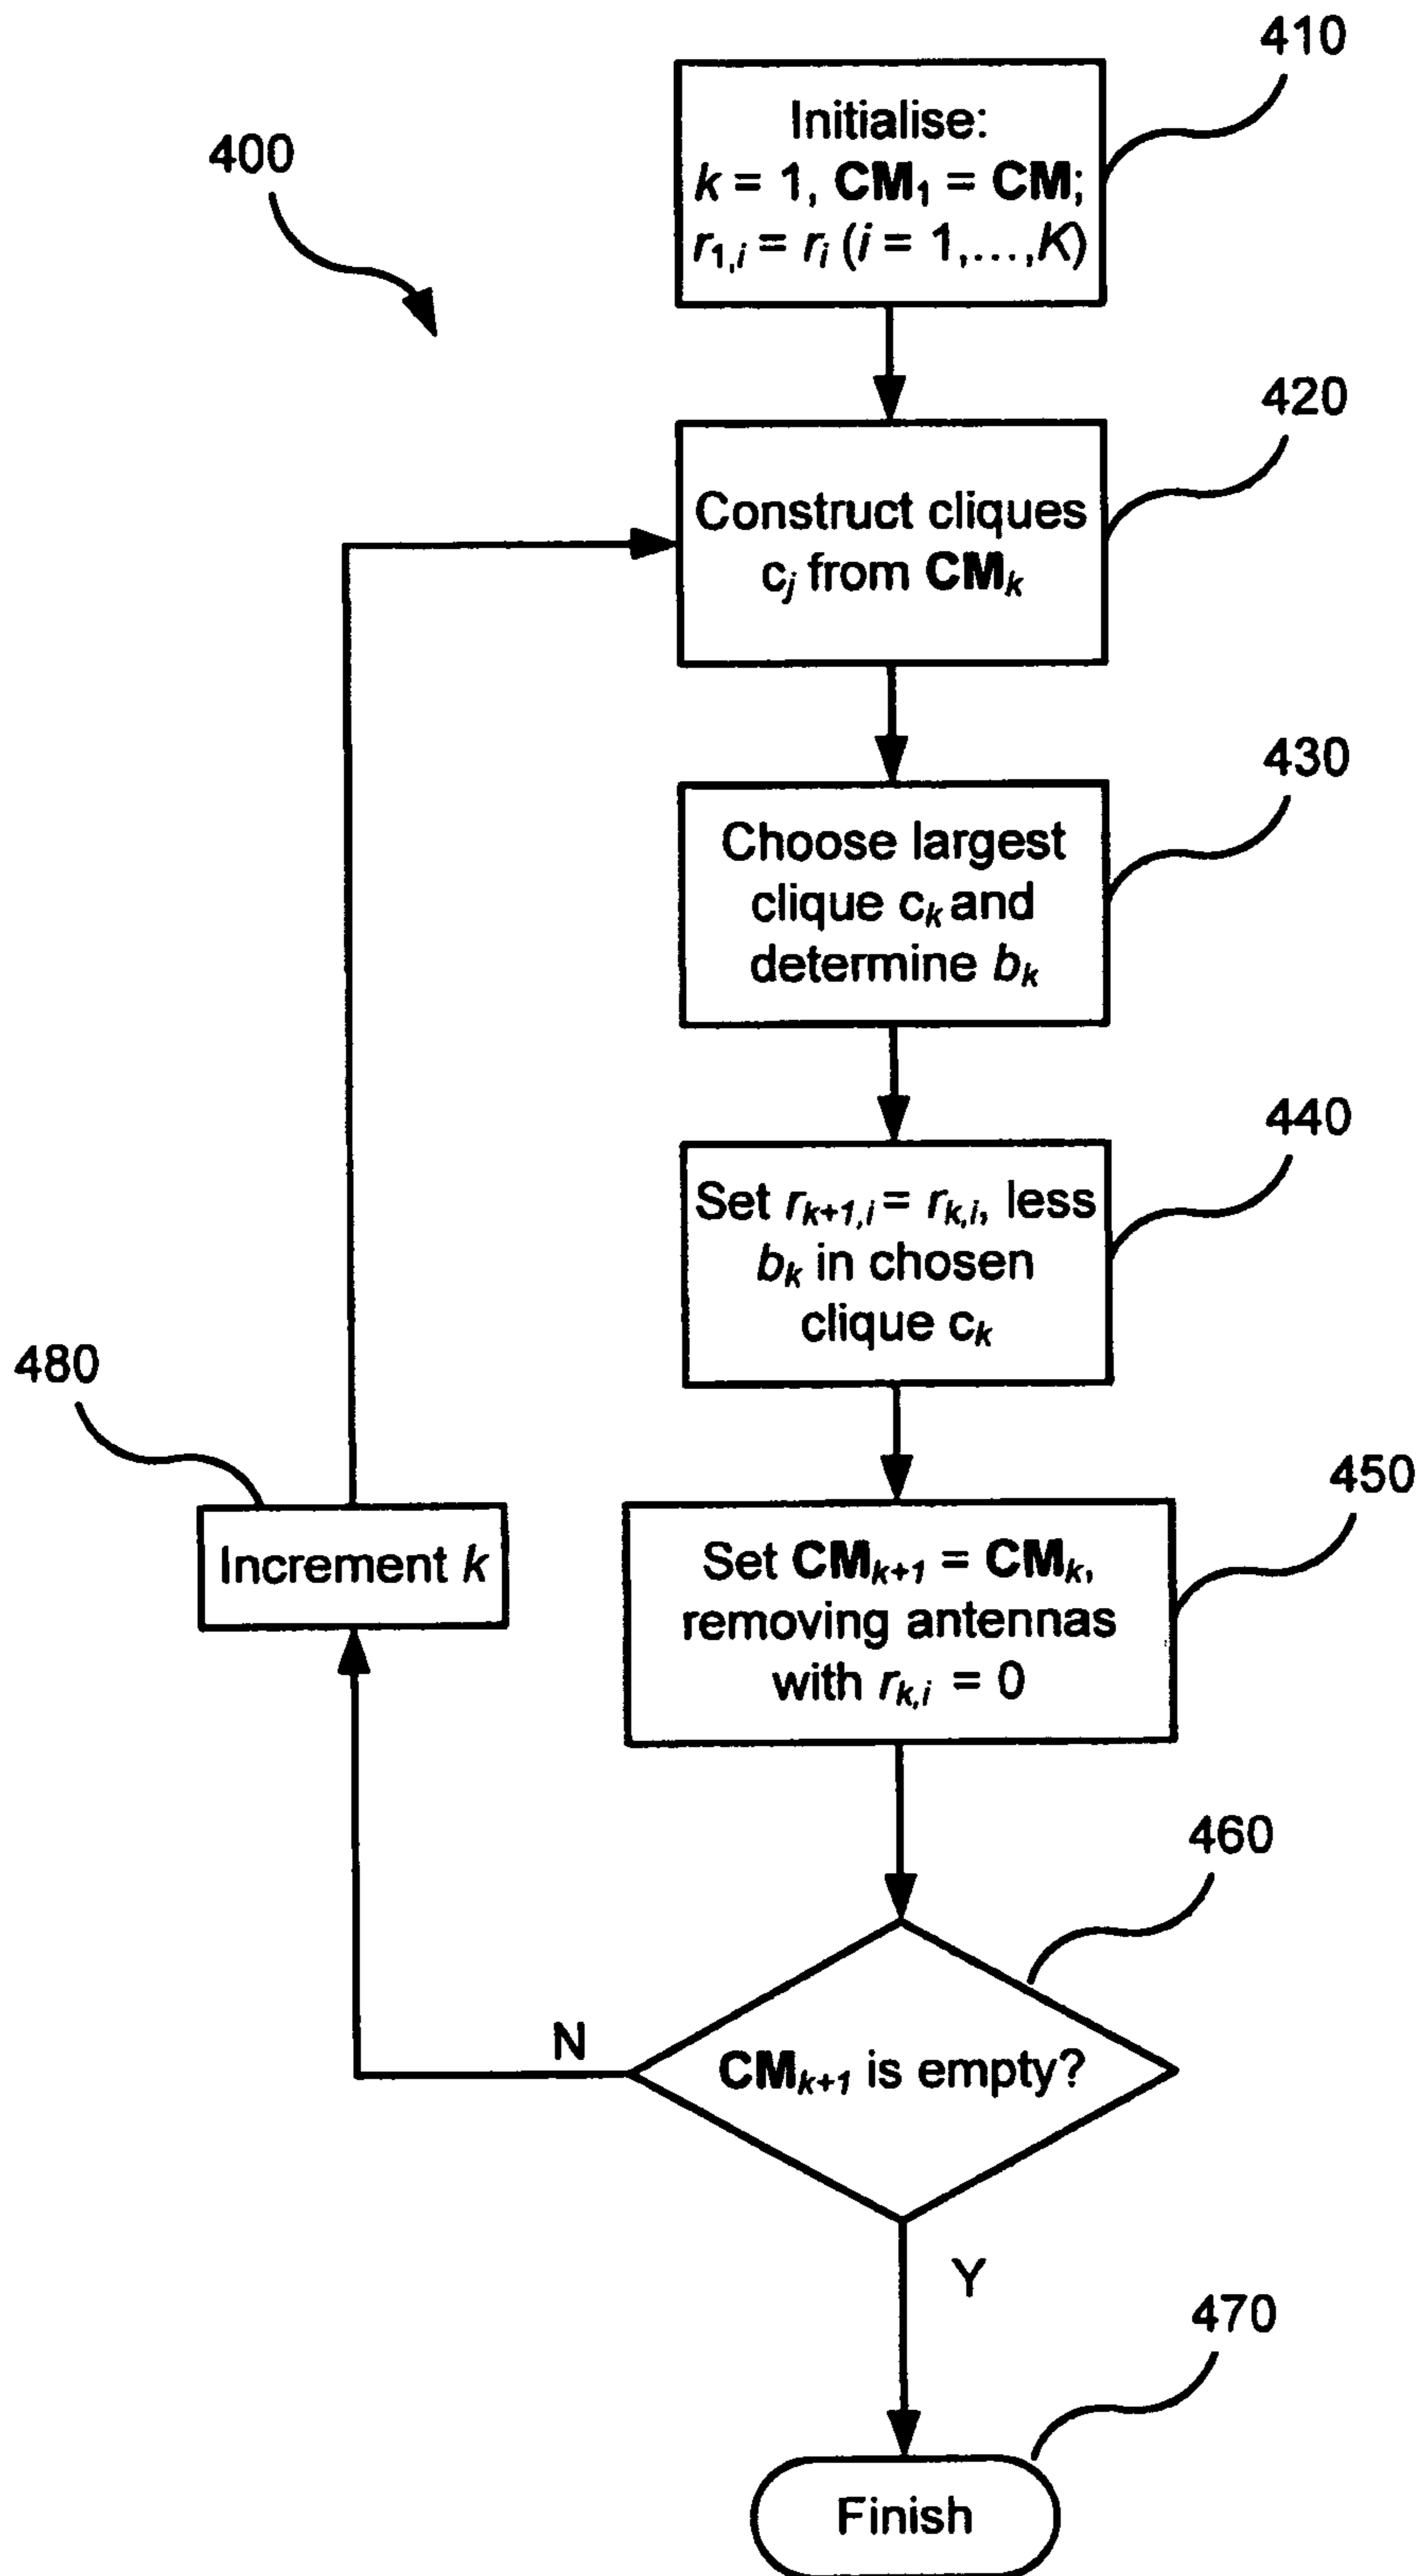 410
Initialise:
k = 1, CM₁ = CM;
r₁,ᵢ = rᵢ (i = 1,...,K)
400
420
Construct cliques
cⱼ from CMₖ
430
Choose largest
clique cₖ and
determine bₖ
440
Set rₖ₊₁,ᵢ = rₖ,ᵢ, less
bₖ in chosen
clique cₖ
480
Increment k
450
Set CMₖ₊₁ = CMₖ,
removing antennas
with rₖ,ᵢ = 0
460
CMₖ₊₁ is empty?
N
Y
470
Finish